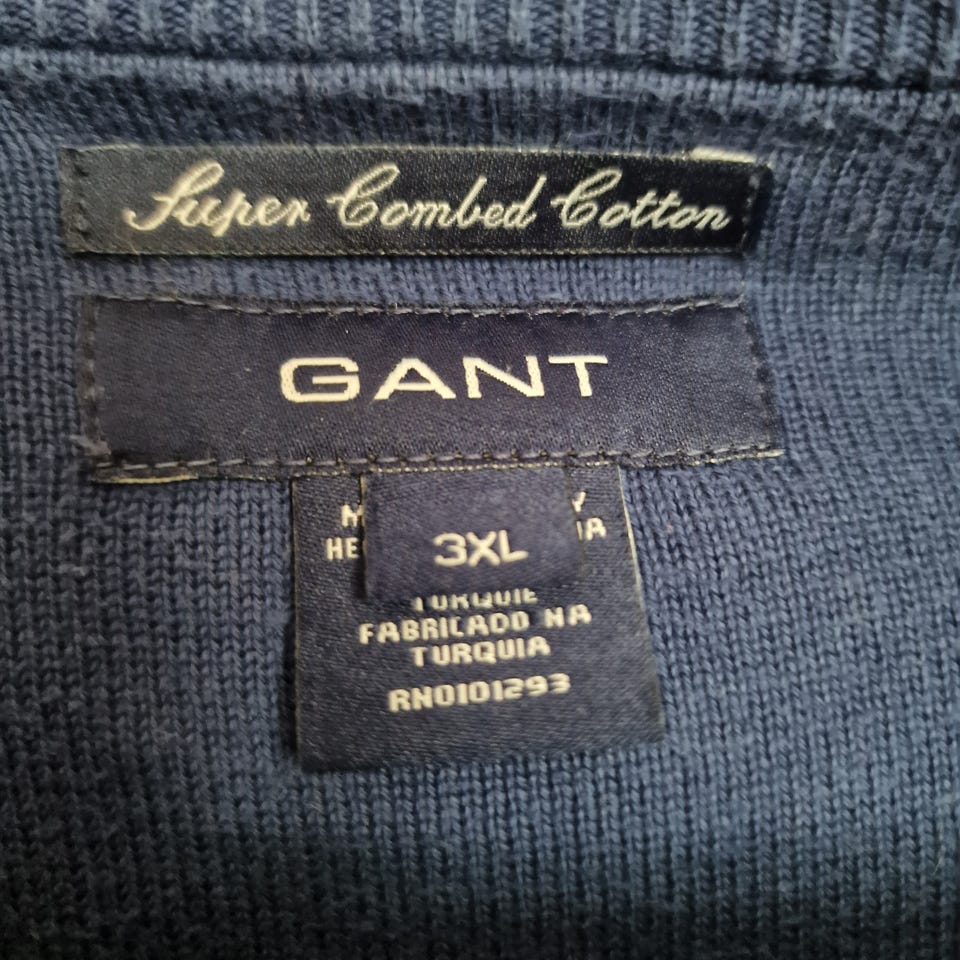 Super Combed Cotton
GANT
3XL
TURQUIE
FABRICADO NA
TURQUIA
RN0101293